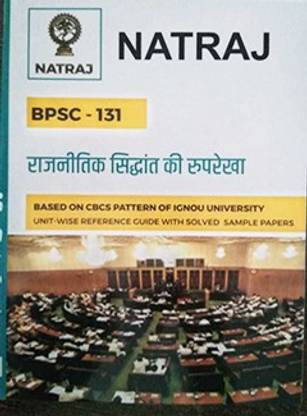 NATRAJ
NATRAJ
BPSC - 131
राजनीतिक सिद्धांत की रुपरेखा
BASED ON CBCS PATTERN OF IGNOU UNIVERSITY
UNIT-WISE REFERENCE GUIDE WITH SOLVED SAMPLE PAPERS